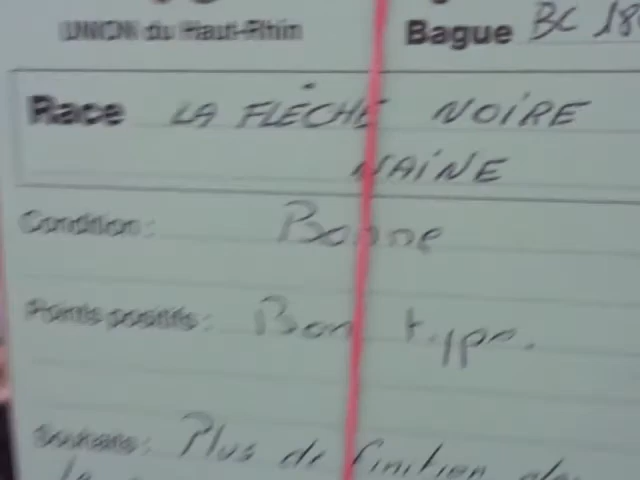 UNION du Haut-Rhin Bague BC 18
Race LA FLÈCHE NOIRE
NAINE
Condition: Bonne
Points positifs: Bon type.
Souhaits: Plus de finition